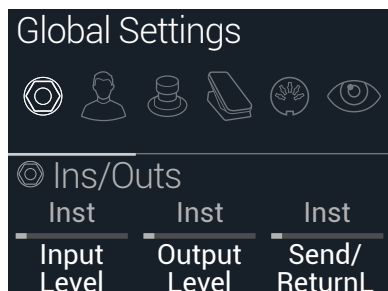 Global Settings
Ins/Outs
Inst Inst Inst
Input Output Send/
Level Level ReturnL